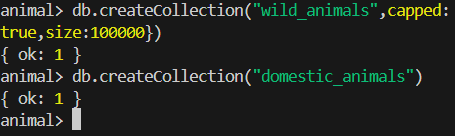 animal> db.createCollection("wild_animals",capped:
true,size:100000})
{ ok: 1 }
animal> db.createCollection("domestic_animals")
{ ok: 1 }
animal>